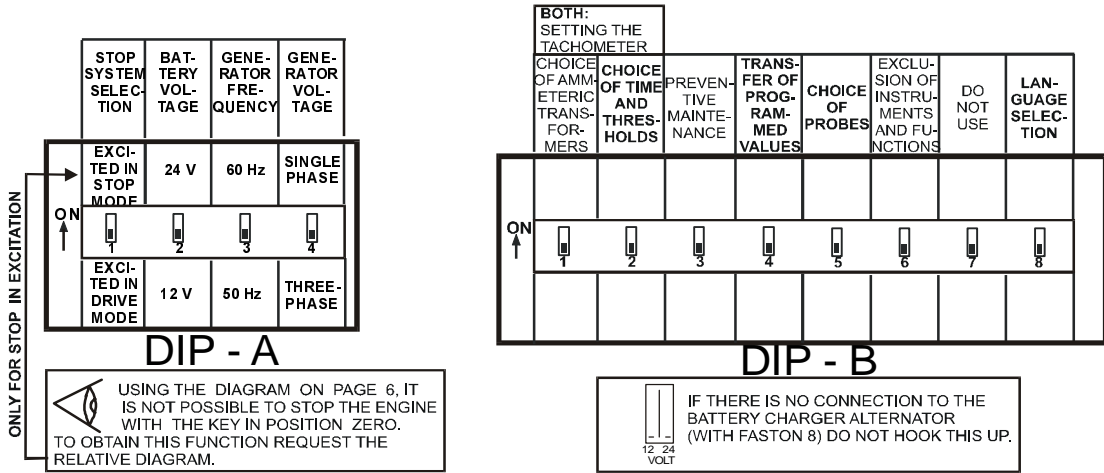 STOP
SYSTEM
SELEC-
TION
BAT-
TERY
VOL-
TAGE
GENE-
RATOR
FRE-
QUENCY
GENE-
RATOR
VOL-
TAGE
EXCI-
TED IN
STOP
MODE
24 V
60 Hz
SINGLE
PHASE
ON
1
2
3
4
EXCI-
TED IN
DRIVE
MODE
12 V
50 Hz
THREE-
PHASE
DIP - A
ONLY FOR STOP IN EXCITATION
USING THE DIAGRAM ON PAGE 6, IT
IS NOT POSSIBLE TO STOP THE ENGINE
WITH THE KEY IN POSITION ZERO.
TO OBTAIN THIS FUNCTION REQUEST THE
RELATIVE DIAGRAM.
BOTH:
SETTING THE
TACHOMETER
CHOICE
OF AMM-
ETERIC
TRANS-
FOR-
MERS
CHOICE
OF TIME
AND
THRES-
HOLDS
PREVEN-
TIVE
MAINTE-
NANCE
TRANS-
FER OF
PROG-
RAM-
MED
VALUES
CHOICE
OF
PROBES
EXCLU-
SION OF
INSTRU-
MENTS
AND FU-
NCTIONS
DO
NOT
USE
LAN-
GUAGE
SELEC-
TION
ON
1
2
3
4
5
6
7
8
DIP - B
12 24
VOLT
IF THERE IS NO CONNECTION TO THE
BATTERY CHARGER ALTERNATOR
(WITH FASTON 8) DO NOT HOOK THIS UP.